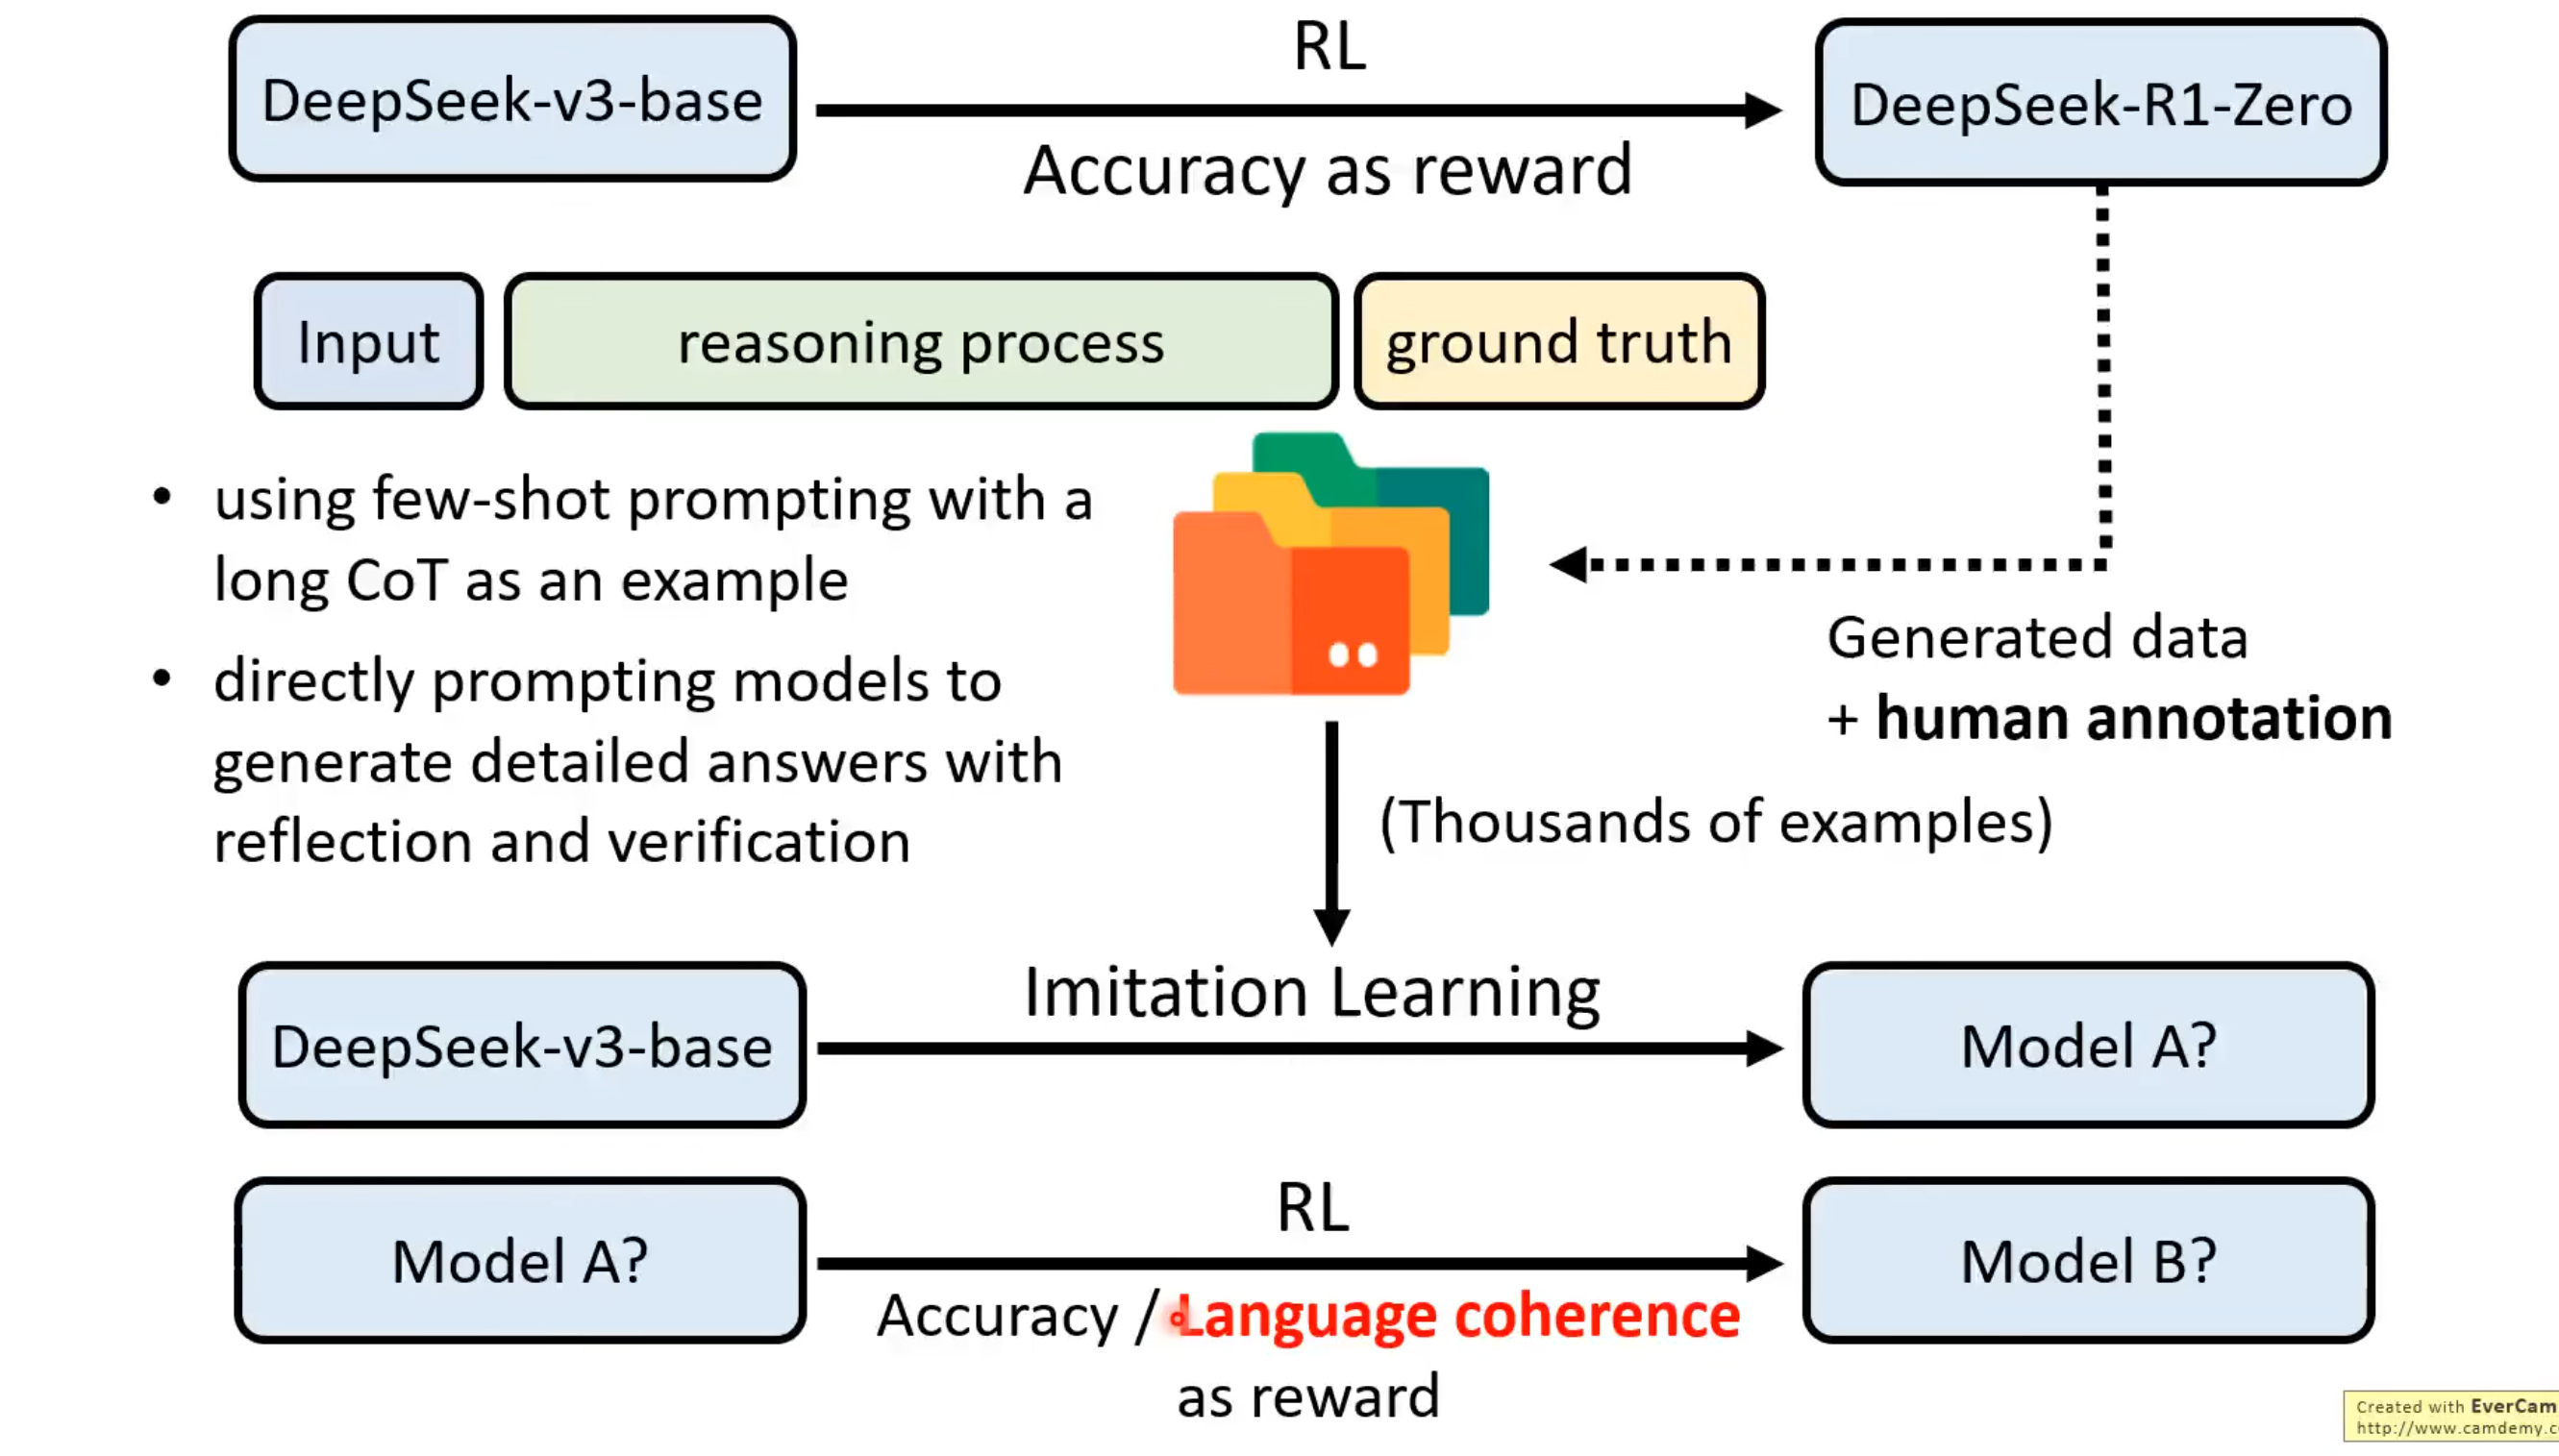 DeepSeek-v3-base
RL
Accuracy as reward
DeepSeek-R1-Zero
Input
reasoning process
ground truth
• using few-shot prompting with a
long CoT as an example
• directly prompting models to
generate detailed answers with
reflection and verification
Generated data
+ human annotation
(Thousands of examples)
DeepSeek-v3-base
Imitation Learning
Model A?
Model A?
RL
Accuracy / Language coherence
as reward
Model B?
Created with EverCam
http://www.camdemy.c